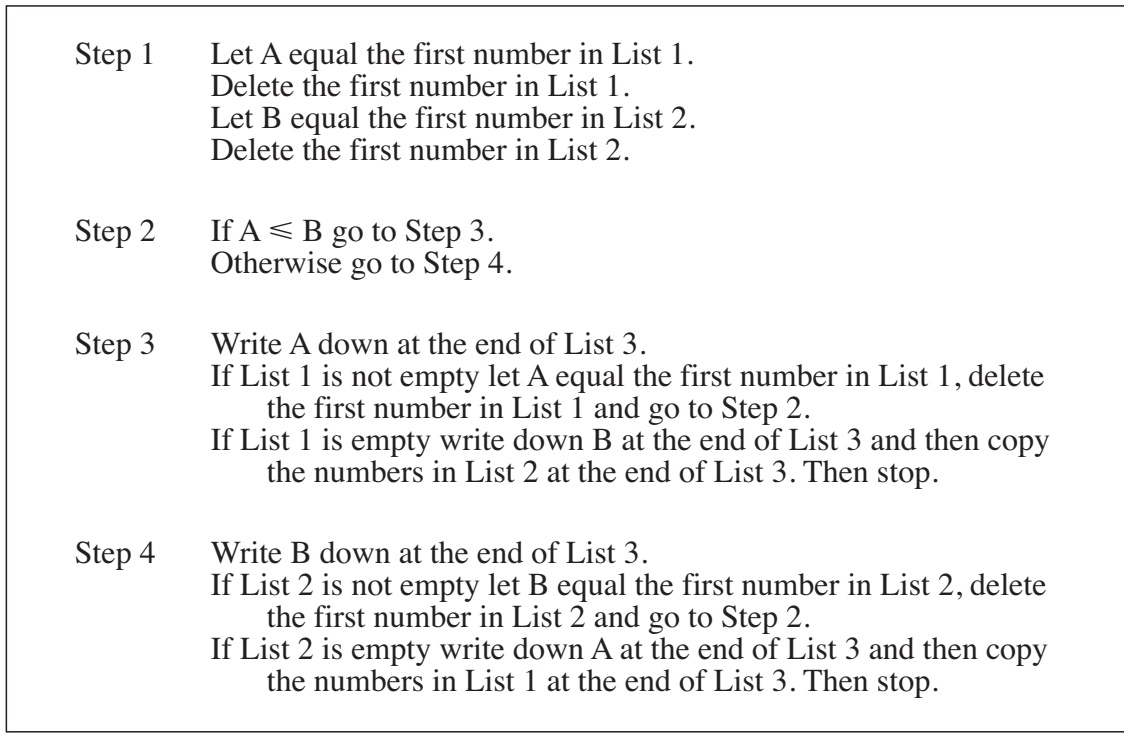 Step 1 Let A equal the first number in List 1.
Delete the first number in List 1.
Let B equal the first number in List 2.
Delete the first number in List 2.
Step 2 If A ⩽ B go to Step 3.
Otherwise go to Step 4.
Step 3 Write A down at the end of List 3.
If List 1 is not empty let A equal the first number in List 1, delete
the first number in List 1 and go to Step 2.
If List 1 is empty write down B at the end of List 3 and then copy
the numbers in List 2 at the end of List 3. Then stop.
Step 4 Write B down at the end of List 3.
If List 2 is not empty let B equal the first number in List 2, delete
the first number in List 2 and go to Step 2.
If List 2 is empty write down A at the end of List 3 and then copy
the numbers in List 1 at the end of List 3. Then stop.